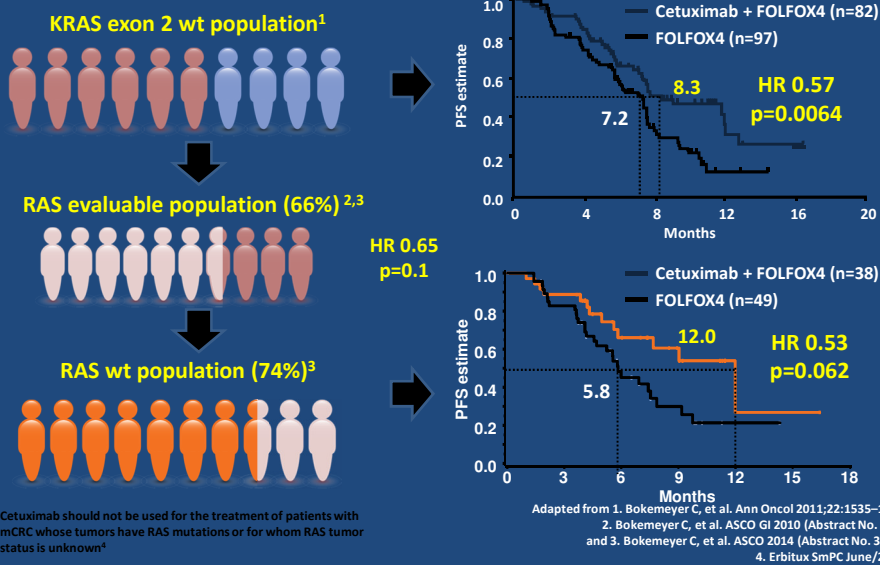 KRAS exon 2 wt population1
RAS evaluable population (66%) 2,3
HR 0.65
p=0.1
RAS wt population (74%)3
Cetuximab should not be used for the treatment of patients with
mCRC whose tumors have RAS mutations or for whom RAS tumor
status is unknown4
PFS estimate
1.0
0.8
0.6
0.4
0.2
0.0
Cetuximab + FOLFOX4 (n=82)
FOLFOX4 (n=97)
8.3
7.2
HR 0.57
p=0.0064
0 4 8 12 16 20
Months
PFS estimate
1.0
0.8
0.6
0.4
0.2
0.0
Cetuximab + FOLFOX4 (n=38)
FOLFOX4 (n=49)
12.0
5.8
HR 0.53
p=0.062
0 3 6 9 12 15 18
Months
Adapted from 1. Bokemeyer C, et al. Ann Oncol 2011;22:1535–
2. Bokemeyer C, et al. ASCO GI 2010 (Abstract No.
and 3. Bokemeyer C, et al. ASCO 2014 (Abstract No. 3
4. Erbitux SmPC June/2